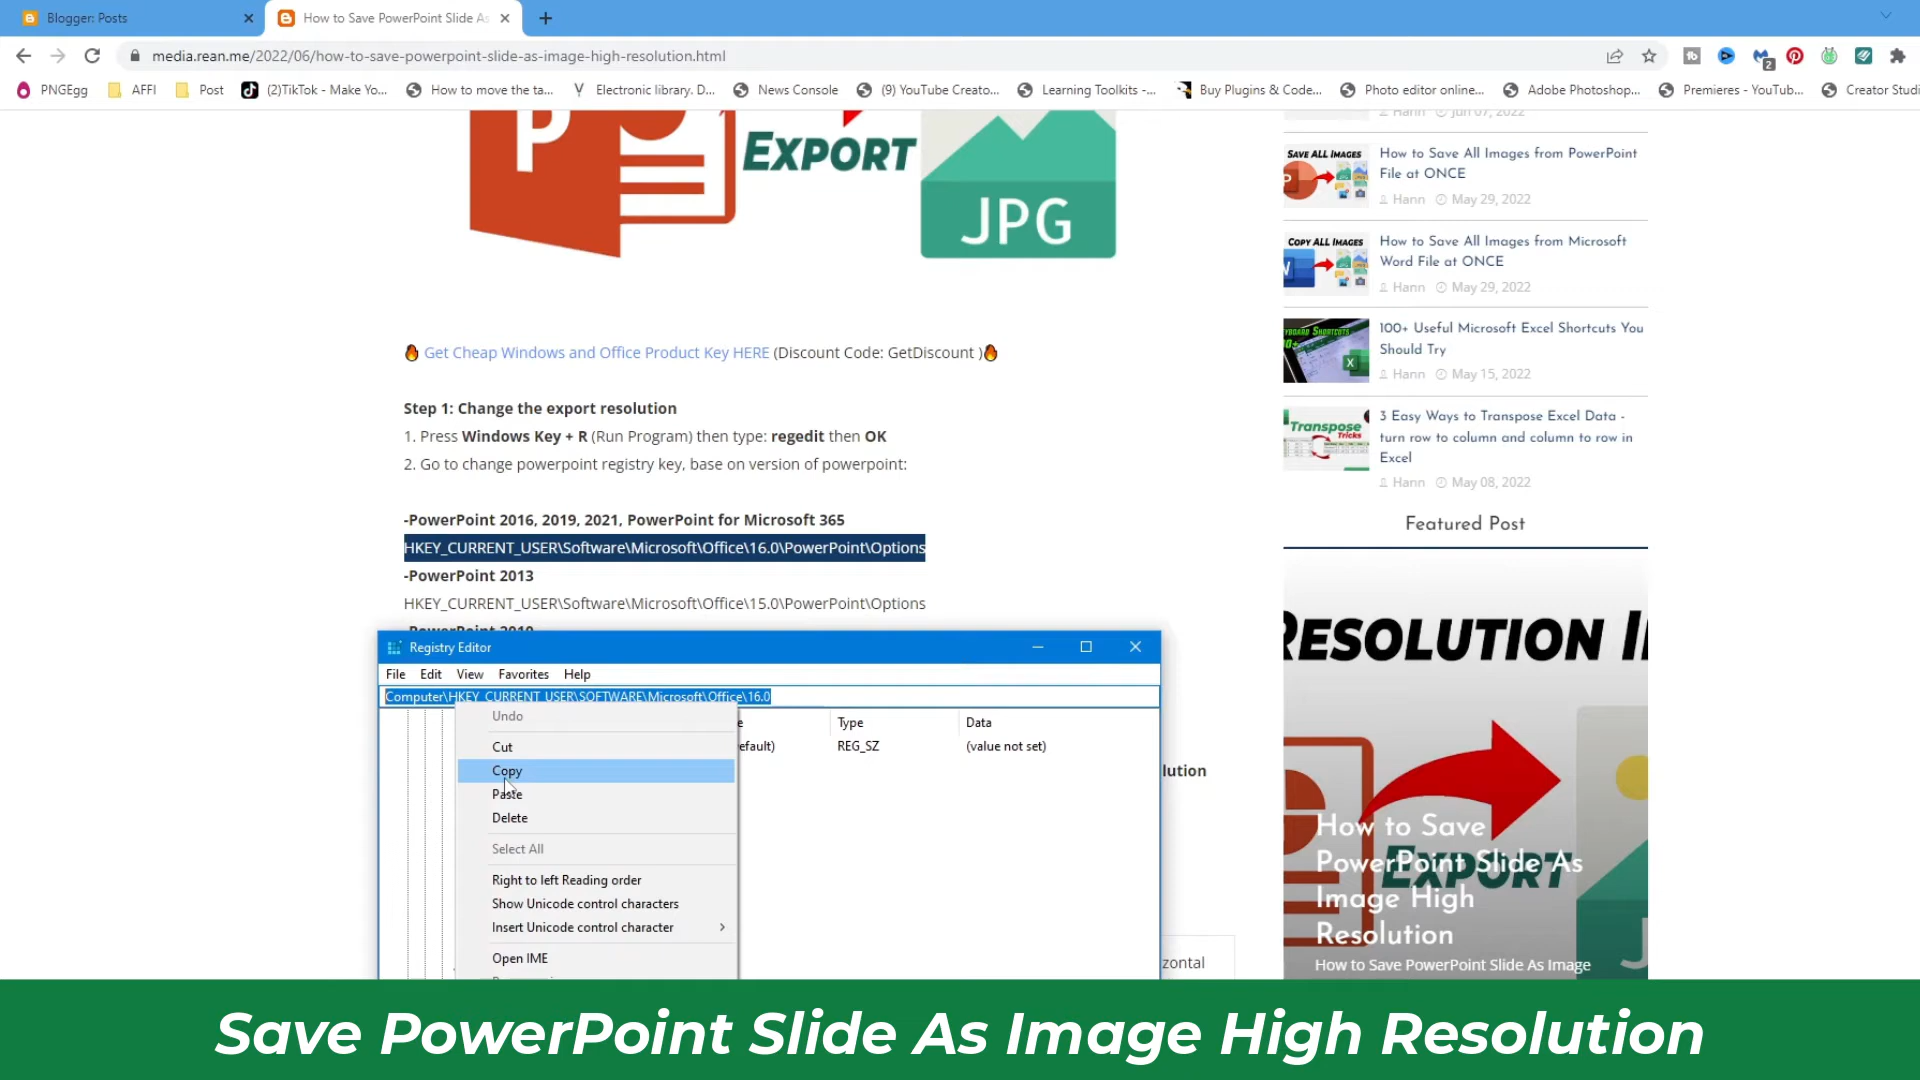 Blogger: Posts
How to Save PowerPoint Slide As
media.rean.me/2022/06/how-to-save-powerpoint-slide-as-image-high-resolution.html
2
PNGEgg
AFFI
Post
(2)TikTok - Make Yo...
How to move the ta...
Electronic library. D...
News Console
(9) YouTube Creato...
Learning Toolkits -...
Buy Plugins & Code...
Photo editor online...
Adobe Photoshop...
Premieres - YouTub...
Creator Studi
P
EXPORT
JPG
🔥 Get Cheap Windows and Office Product Key HERE (Discount Code: GetDiscount )🔥
Step 1: Change the export resolution
1. Press Windows Key + R (Run Program) then type: regedit then OK
2. Go to change powerpoint registry key, base on version of powerpoint:
-PowerPoint 2016, 2019, 2021, PowerPoint for Microsoft 365
HKEY_CURRENT_USER\Software\Microsoft\Office\16.0\PowerPoint\Options
-PowerPoint 2013
HKEY_CURRENT_USER\Software\Microsoft\Office\15.0\PowerPoint\Options
-PowerPoint 2010
Registry Editor
File Edit View Favorites Help
Computer\HKEY_CURRENT_USER\SOFTWARE\Microsoft\Office\16.0
e Type Data
efault) REG_SZ (value not set)
Undo
Cut
Copy
Paste
Delete
Select All
Right to left Reading order
Show Unicode control characters
Insert Unicode control character
Open IME
lution
zontal
Hann Jun 07, 2022
SAVE ALL IMAGES
How to Save All Images from PowerPoint
File at ONCE
Hann May 29, 2022
COPY ALL IMAGES
How to Save All Images from Microsoft
Word File at ONCE
Hann May 29, 2022
100+ Useful Microsoft Excel Shortcuts You
Should Try
Hann May 15, 2022
Transpose
Tricks
3 Easy Ways to Transpose Excel Data -
turn row to column and column to row in
Excel
Hann May 08, 2022
Featured Post
RESOLUTION I
EXPORT
How to Save
PowerPoint Slide As
Image High
Resolution
How to Save PowerPoint Slide As Image
Save PowerPoint Slide As Image High Resolution